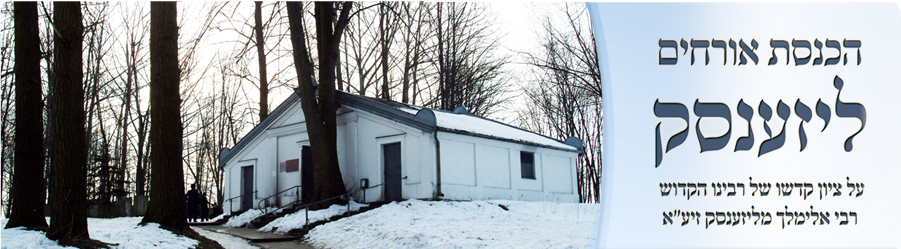 הכנסת אורחים
ליזענסק
על ציון קדשו של רבינו הקדוש
רבי אלימלך מליזענסק זיע"א